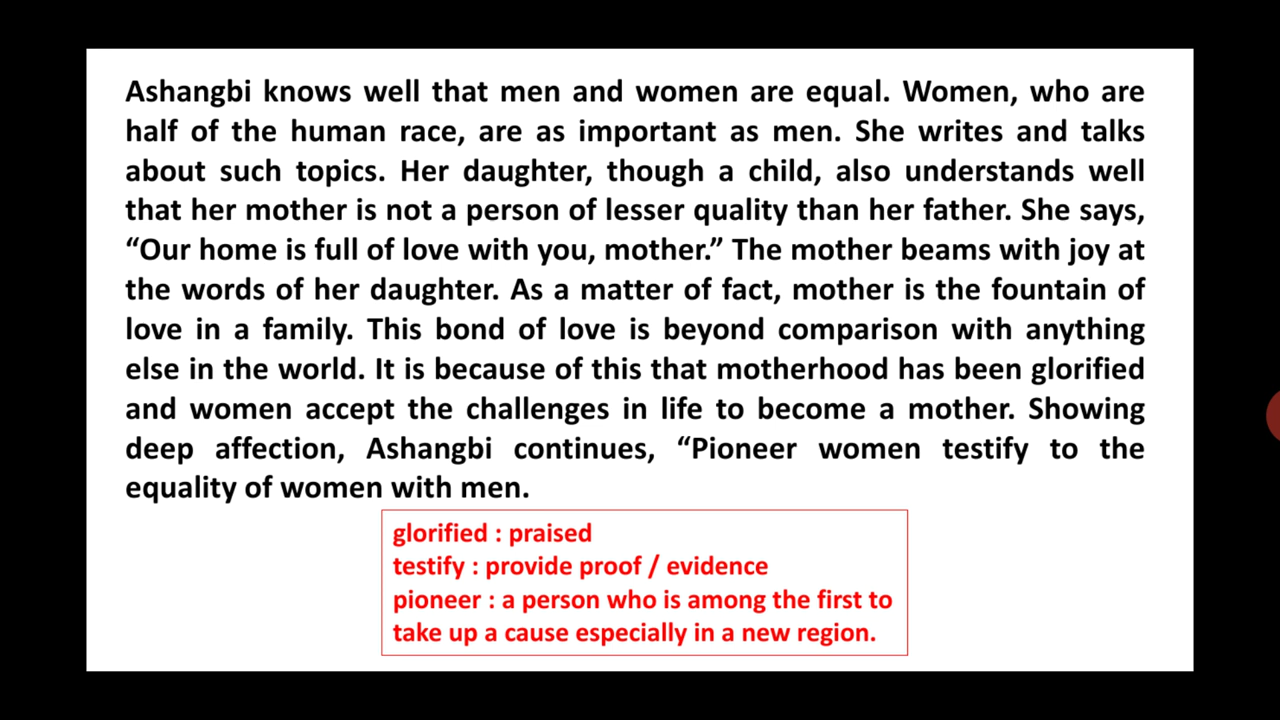 Ashangbi knows well that men and women are equal. Women, who are
half of the human race, are as important as men. She writes and talks
about such topics. Her daughter, though a child, also understands well
that her mother is not a person of lesser quality than her father. She says,
“Our home is full of love with you, mother.” The mother beams with joy at
the words of her daughter. As a matter of fact, mother is the fountain of
love in a family. This bond of love is beyond comparison with anything
else in the world. It is because of this that motherhood has been glorified
and women accept the challenges in life to become a mother. Showing
deep affection, Ashangbi continues, “Pioneer women testify to the
equality of women with men.
glorified : praised
testify : provide proof / evidence
pioneer : a person who is among the first to
take up a cause especially in a new region.